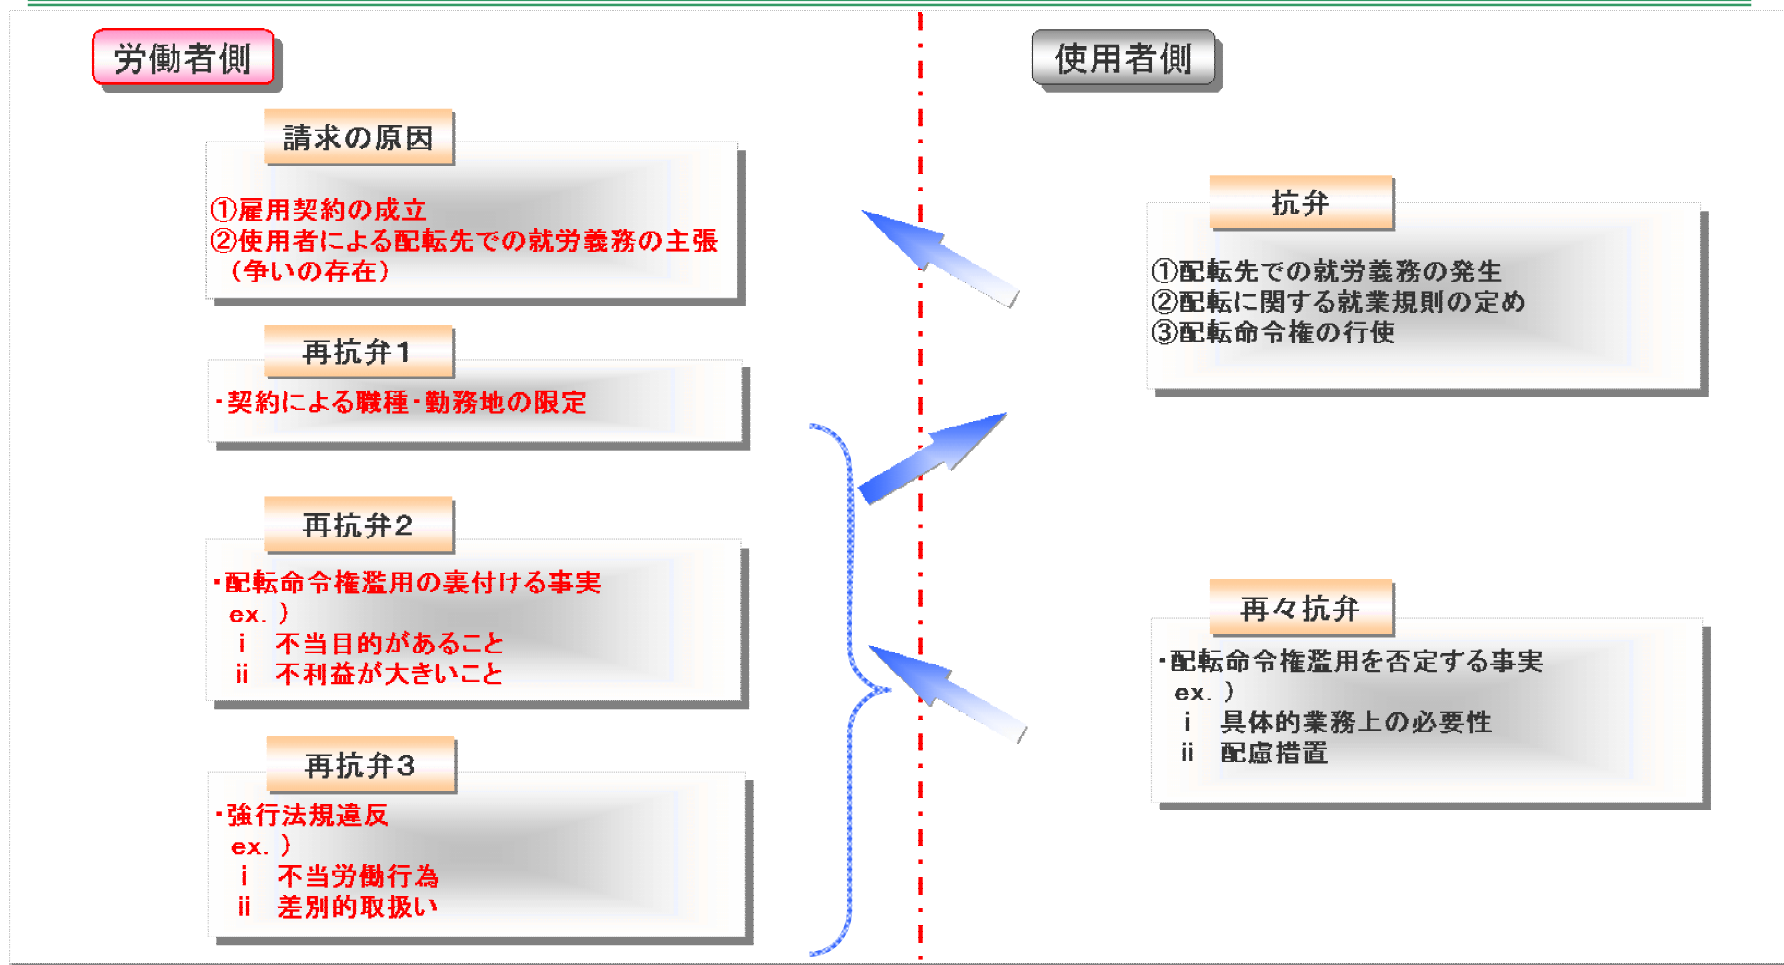 労働者側
請求の原因
①雇用契約の成立
②使用者による配転先での就労義務の主張
（争いの存在）
再抗弁1
・契約による職種・勤務地の限定
再抗弁2
・配転命令権濫用の裏付ける事実
ex.）
ⅰ 不当目的があること
ⅱ 不利益が大きいこと
再抗弁3
・強行法規違反
ex.）
ⅰ 不当労働行為
ⅱ 差別的取扱い
使用者側
抗弁
①配転先での就労義務の発生
②配転に関する就業規則の定め
③配転命令権の行使
再々抗弁
・配転命令権濫用を否定する事実
ex.）
ⅰ 具体的業務上の必要性
ⅱ 配慮措置